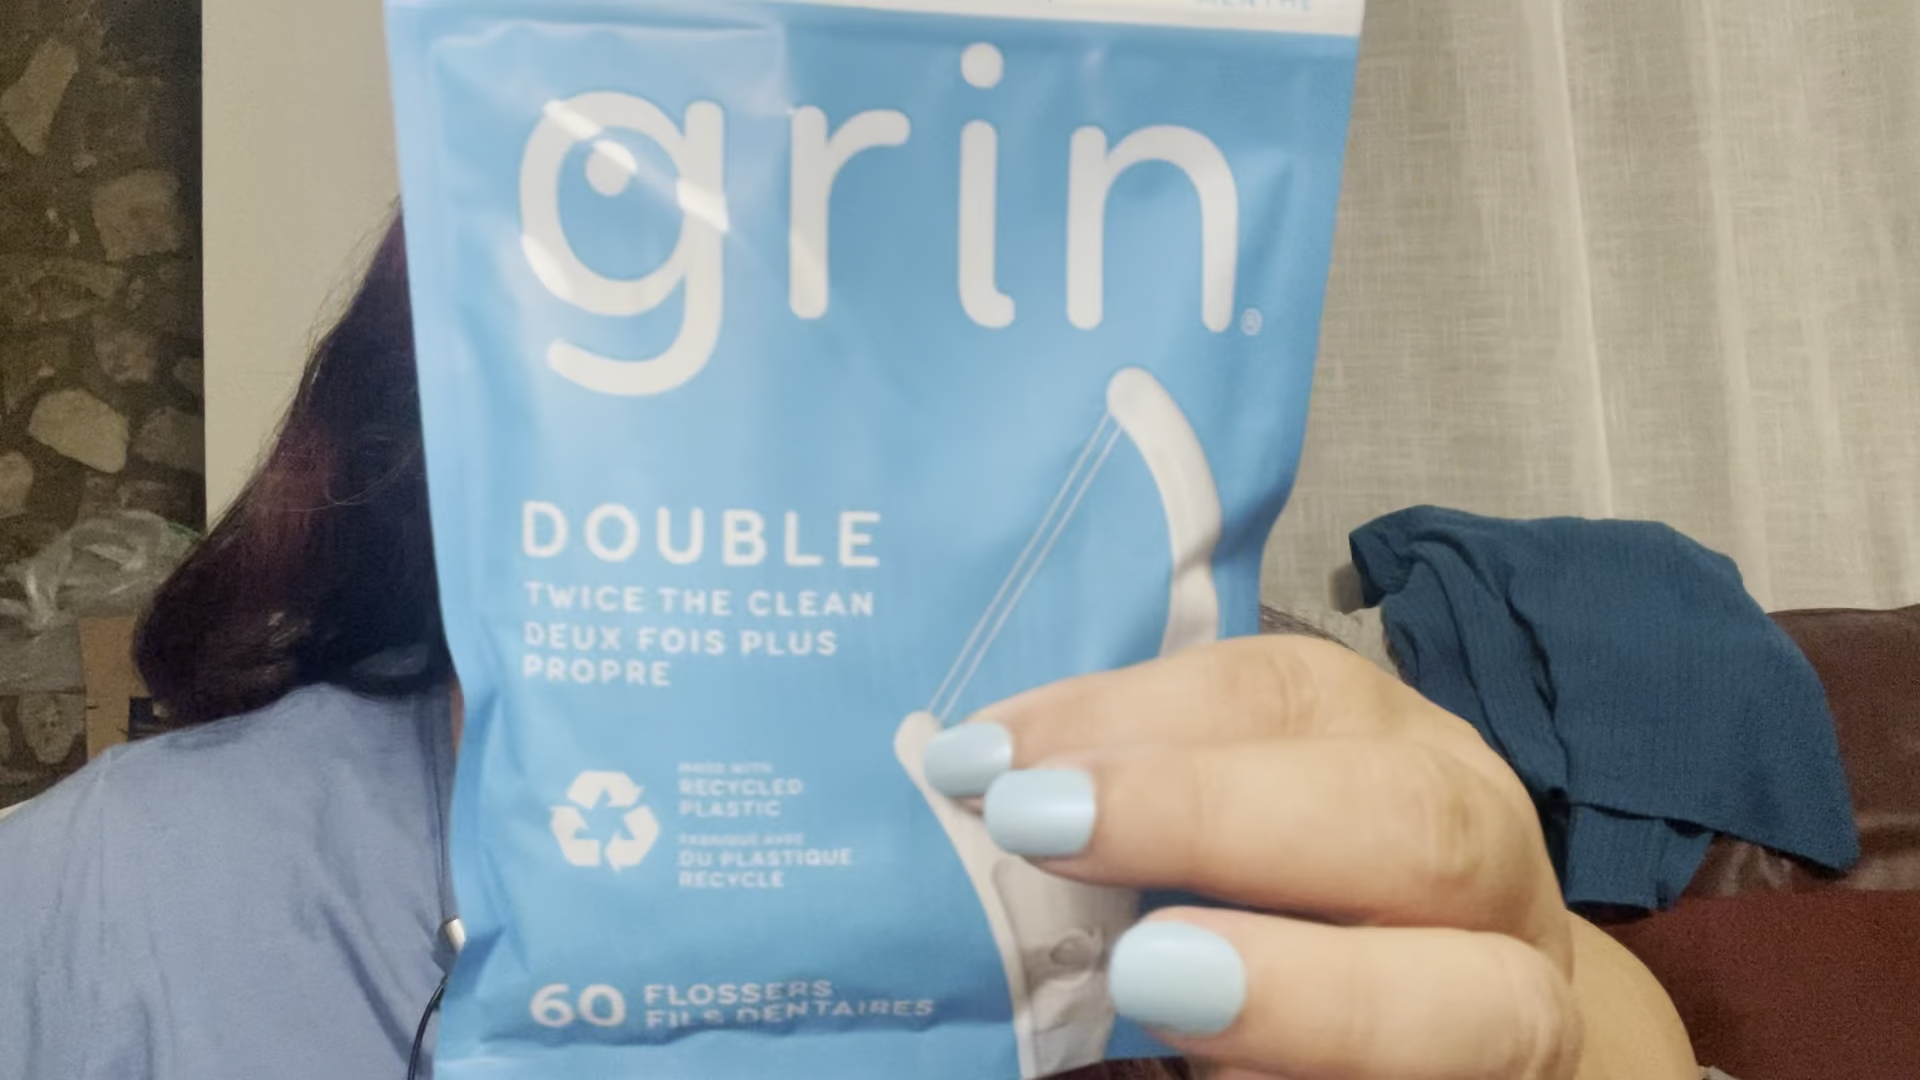 MENTHE
grin®
DOUBLE
TWICE THE CLEAN
DEUX FOIS PLUS
PROPRE
MADE WITH
RECYCLED
PLASTIC
FABRIQUÉ AVEC
DU PLASTIQUE
RECYCLÉ
60 FLOSSERS
FILS DENTAIRES